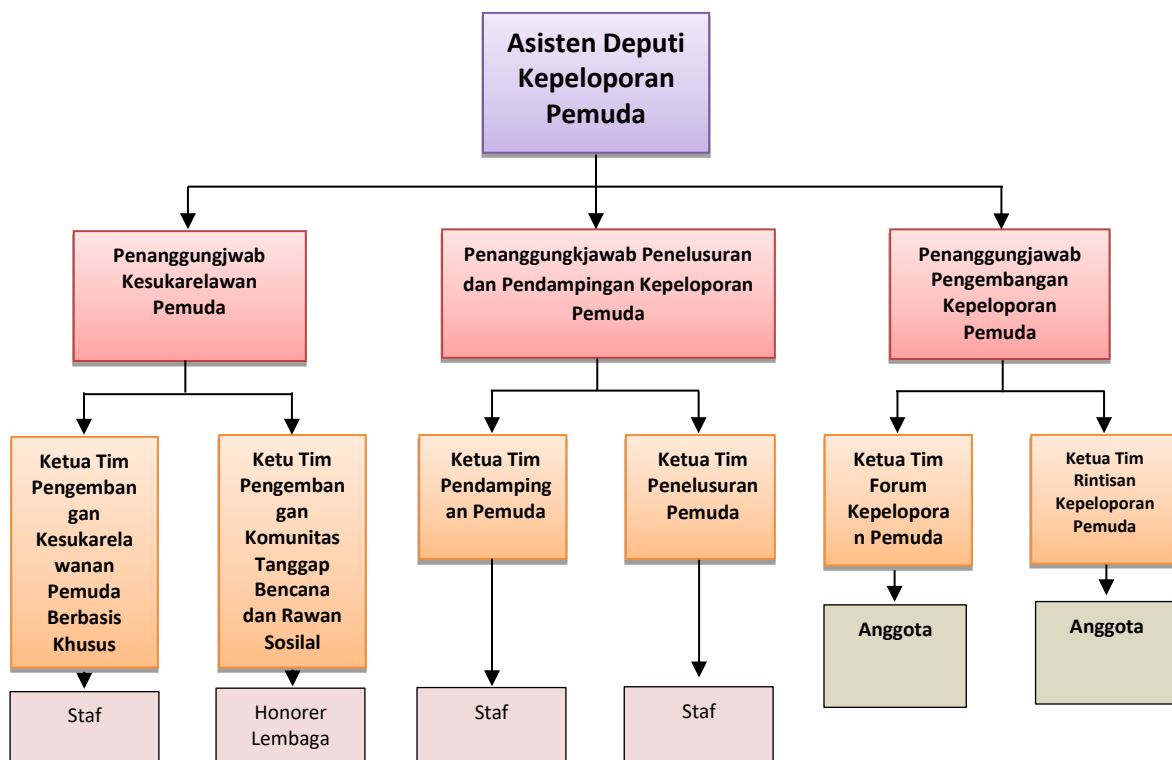 Asisten Deputi
Kepeloporan
Pemuda
Penanggungjwab
Kesukarelawan
Pemuda
Penanggungkjawab Penelusuran
dan Pendampingan Kepeloporan
Pemuda
Penanggungjawab
Pengembangan
Kepeloporan
Pemuda
Ketua Tim
Pengemban
gan
Kesukarela
wanan
Pemuda
Berbasis
Khusus
Ketu Tim
Pengemban
gan
Komunitas
Tanggap
Bencana
dan Rawan
Sosilal
Ketua Tim
Pendamping
an Pemuda
Ketua Tim
Penelusuran
Pemuda
Ketua Tim
Forum
Kepelopora
n Pemuda
Ketua Tim
Rintisan
Kepeloporan
Pemuda
Staf
Honorer
Lembaga
Staf
Staf
Anggota
Anggota